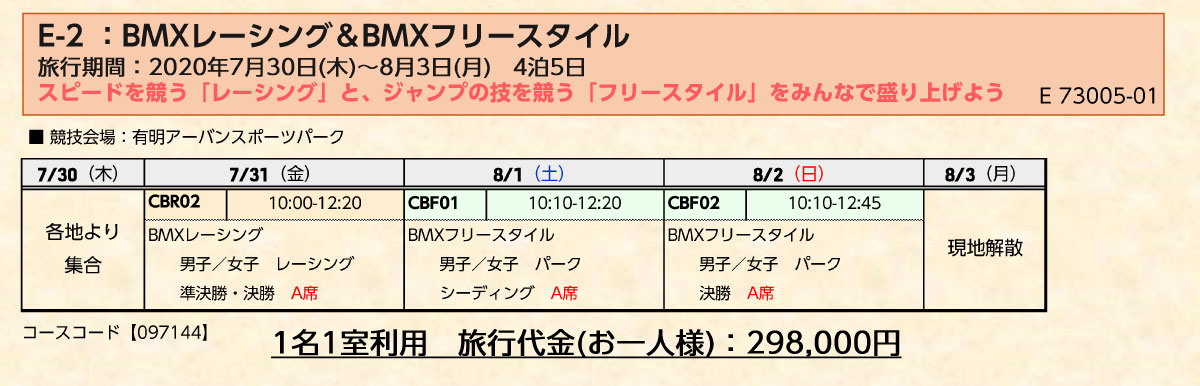 E-2 ：BMXレーシング＆BMXフリースタイル
旅行期間：2020年7月30日(木)～8月3日(月)　4泊5日
スピードを競う「レーシング」と、ジャンプの技を競う「フリースタイル」をみんなで盛り上げよう　E 73005-01
■ 競技会場：有明アーバンスポーツパーク
7/30（木）　7/31（金）　8/1（土）　8/2（日）　8/3（月）
各地より
集合
CBR02　10:00-12:20
BMXレーシング
男子／女子　レーシング
準決勝・決勝　A席
CBF01　10:10-12:20
BMXフリースタイル
男子／女子　パーク
シーディング　A席
CBF02　10:10-12:45
BMXフリースタイル
男子／女子　パーク
決勝　A席
現地解散
コースコード【097144】
1名1室利用　旅行代金(お一人様)：298,000円